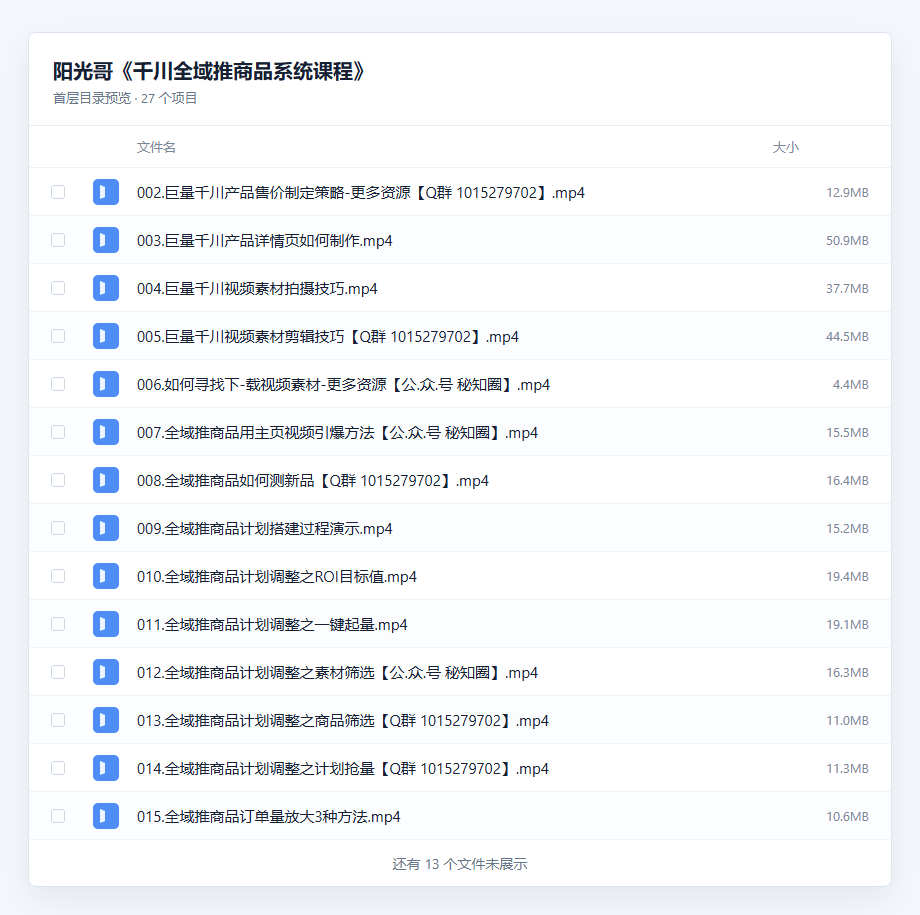 阳光哥《千川全域推商品系统课程》
首层目录预览 · 27 个项目
文件名 大小
002.巨量千川产品售价制定策略-更多资源【Q群 1015279702】.mp4 12.9MB
003.巨量千川产品详情页如何制作.mp4 50.9MB
004.巨量千川视频素材拍摄技巧.mp4 37.7MB
005.巨量千川视频素材剪辑技巧【Q群 1015279702】.mp4 44.5MB
006.如何寻找下-载视频素材-更多资源【公.众.号 秘知圈】.mp4 4.4MB
007.全域推商品用主页视频引爆方法【公.众.号 秘知圈】.mp4 15.5MB
008.全域推商品如何测新品【Q群 1015279702】.mp4 16.4MB
009.全域推商品计划搭建过程演示.mp4 15.2MB
010.全域推商品计划调整之ROI目标值.mp4 19.4MB
011.全域推商品计划调整之一键起量.mp4 19.1MB
012.全域推商品计划调整之素材筛选【公.众.号 秘知圈】.mp4 16.3MB
013.全域推商品计划调整之商品筛选【Q群 1015279702】.mp4 11.0MB
014.全域推商品计划调整之计划抢量【Q群 1015279702】.mp4 11.3MB
015.全域推商品订单量放大3种方法.mp4 10.6MB
还有 13 个文件未展示